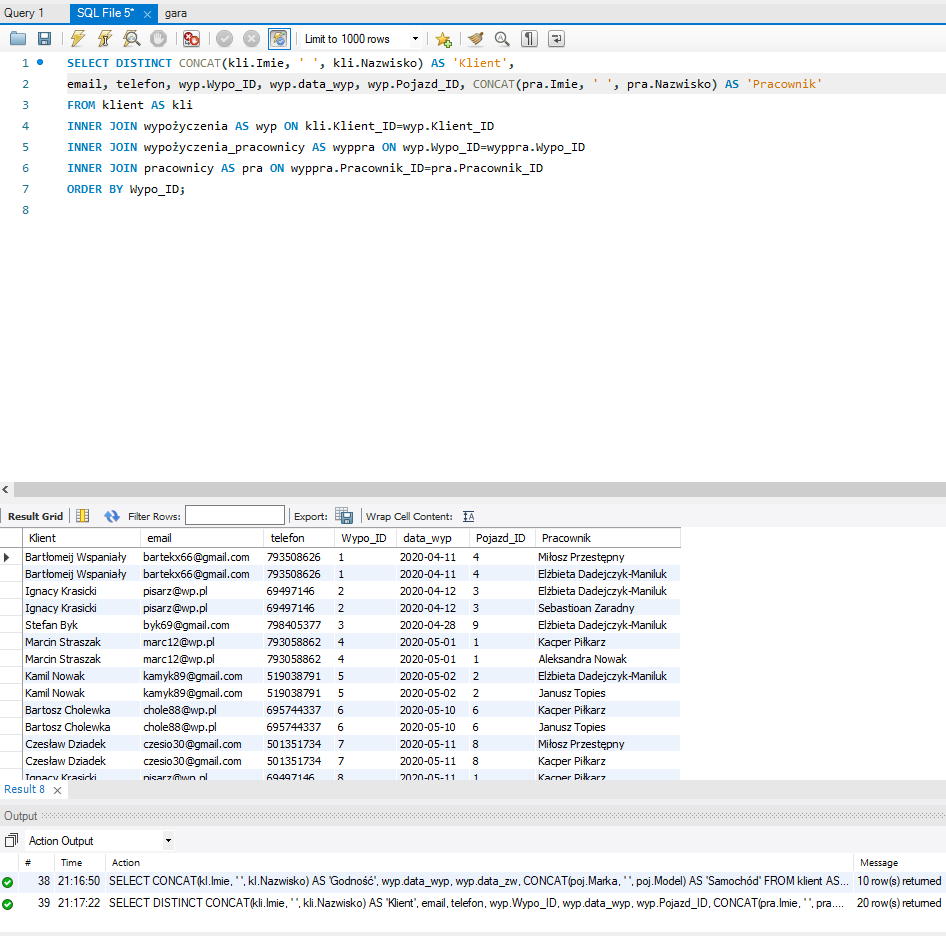 Query 1 SQL File 5* × gara
Limit to 1000 rows
1 SELECT DISTINCT CONCAT(kli.Imie, ' ', kli.Nazwisko) AS 'Klient',
2 email, telefon, wyp.Wypo_ID, wyp.data_wyp, wyp.Pojazd_ID, CONCAT(pra.Imie, ' ', pra.Nazwisko) AS 'Pracownik'
3 FROM klient AS kli
4 INNER JOIN wypożyczenia AS wyp ON kli.Klient_ID=wyp.Klient_ID
5 INNER JOIN wypożyczenia_pracownicy AS wyppra ON wyp.Wypo_ID=wyppra.Wypo_ID
6 INNER JOIN pracownicy AS pra ON wyppra.Pracownik_ID=pra.Pracownik_ID
7 ORDER BY Wypo_ID;
8
Result Grid Filter Rows: Export: Wrap Cell Content: IA
Klient email telefon Wypo_ID data_wyp Pojazd_ID Pracownik
Bartłomeij Wspaniały bartekx66@gmail.com 793508626 1 2020-04-11 4 Miłosz Przestępny
Bartłomeij Wspaniały bartekx66@gmail.com 793508626 1 2020-04-11 4 Elżbieta Dadejczyk-Maniluk
Ignacy Krasicki pisarz@wp.pl 69497146 2 2020-04-12 3 Elżbieta Dadejczyk-Maniluk
Ignacy Krasicki pisarz@wp.pl 69497146 2 2020-04-12 3 Sebastioan Zaradny
Stefan Byk byk69@gmail.com 798405377 3 2020-04-28 9 Elżbieta Dadejczyk-Maniluk
Marcin Straszak marc12@wp.pl 793058862 4 2020-05-01 1 Kacper Piłkarz
Marcin Straszak marc12@wp.pl 793058862 4 2020-05-01 1 Aleksandra Nowak
Kamil Nowak kamyk89@gmail.com 519038791 5 2020-05-02 2 Elżbieta Dadejczyk-Maniluk
Kamil Nowak kamyk89@gmail.com 519038791 5 2020-05-02 2 Janusz Topies
Bartosz Cholewka chole88@wp.pl 695744337 6 2020-05-10 6 Kacper Piłkarz
Bartosz Cholewka chole88@wp.pl 695744337 6 2020-05-10 6 Janusz Topies
Czesław Dziadek czesio30@gmail.com 501351734 7 2020-05-11 8 Miłosz Przestępny
Czesław Dziadek czesio30@gmail.com 501351734 7 2020-05-11 8 Kacper Piłkarz
Ignacy Krasicki pisarz@wp.pl 69497146 8 2020-05-11 1 Kacper Piłkarz
Result 8 ×
Output
Action Output
# Time Action Message
38 21:16:50 SELECT CONCAT(kl.Imie, ' ', kl.Nazwisko) AS 'Godność', wyp.data_wyp, wyp.data_zw, CONCAT(poj.Marka, ' ', poj.Model) AS 'Samochód' FROM klient AS... 10 row(s) returned
39 21:17:22 SELECT DISTINCT CONCAT(kli.Imie, ' ', kli.Nazwisko) AS 'Klient', email, telefon, wyp.Wypo_ID, wyp.data_wyp, wyp.Pojazd_ID, CONCAT(pra.Imie, ' ', pra.... 20 row(s) returned